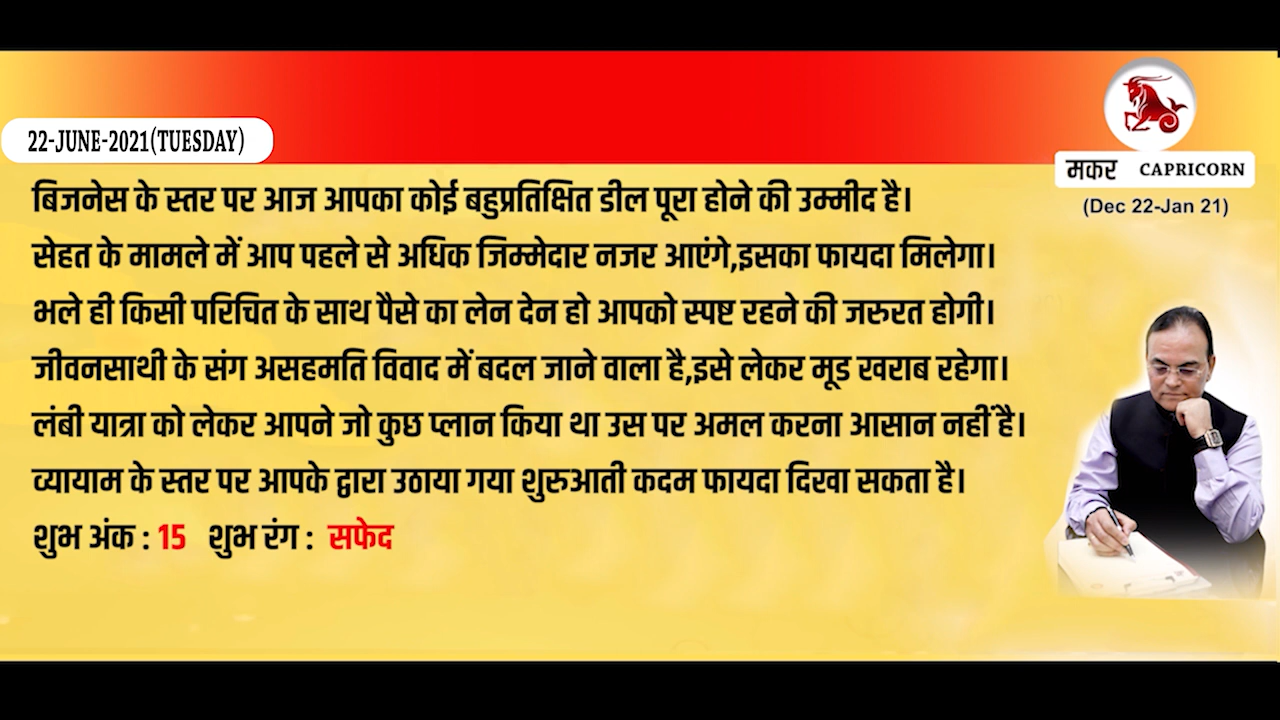 22-JUNE-2021(TUESDAY)
मकर CAPRICORN
(Dec 22-Jan 21)
बिजनेस के स्तर पर आज आपका कोई बहुप्रतिक्षित डील पूरा होने की उम्मीद है।
सेहत के मामले में आप पहले से अधिक जिम्मेदार नजर आएंगे,इसका फायदा मिलेगा।
भले ही किसी परिचित के साथ पैसे का लेन देन हो आपको स्पष्ट रहने की जरुरत होगी।
जीवनसाथी के संग असहमति विवाद में बदल जाने वाला है,इसे लेकर मूड खराब रहेगा।
लंबी यात्रा को लेकर आपने जो कुछ प्लान किया था उस पर अमल करना आसान नहीं है।
व्यायाम के स्तर पर आपके द्वारा उठाया गया शुरुआती कदम फायदा दिखा सकता है।
शुभ अंक : 15 शुभ रंग : सफेद